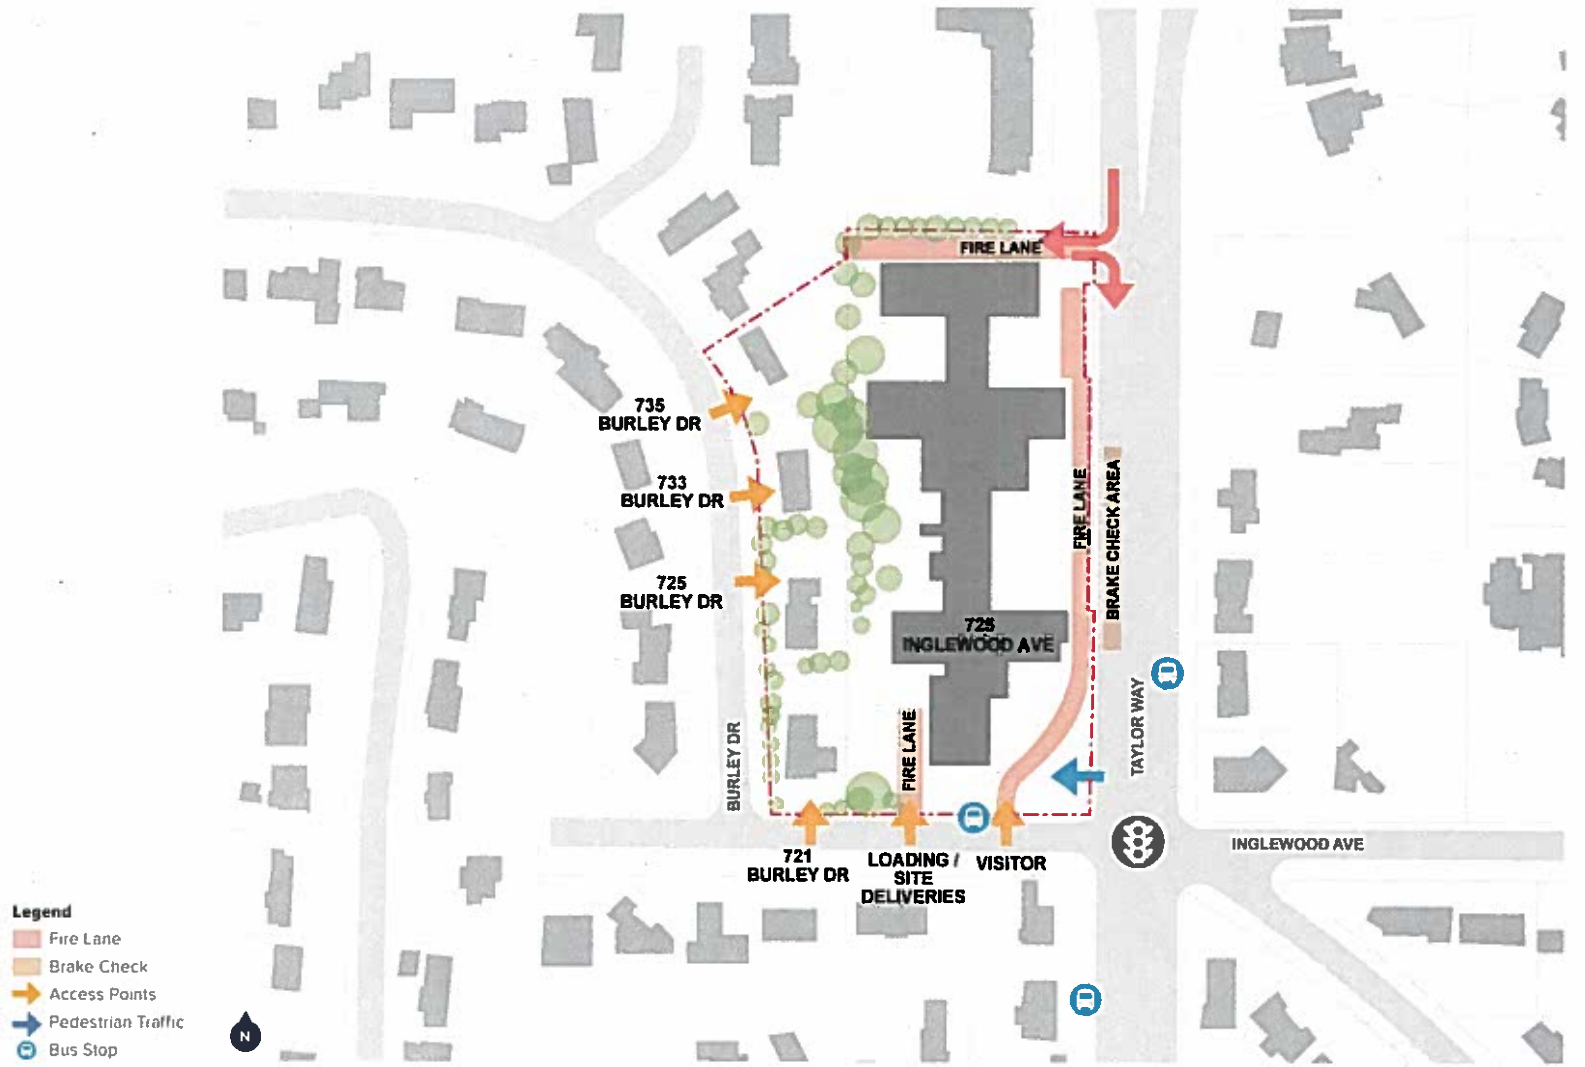 FIRE LANE
735
BURLEY DR
733
BURLEY DR
725
BURLEY DR
FIRE LANE
BRAKE CHECK AREA
725
INGLEWOOD AVE
TAYLOR WAY
BURLEY DR
FIRE LANE
INGLEWOOD AVE
721
BURLEY DR
LOADING /
SITE
DELIVERIES
VISITOR
Legend
Fire Lane
Brake Check
Access Points
Pedestrian Traffic
Bus Stop
N